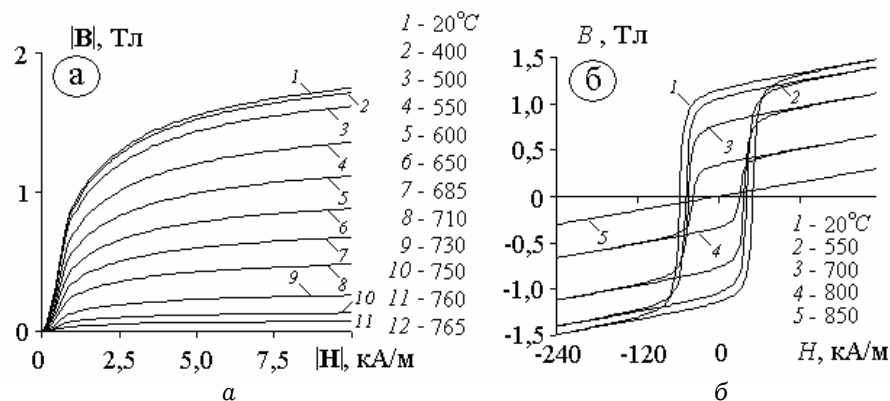 |B|, Тл
2
1
0
а
1
2
3
4
5
6
7
8
9
10
11
0
2,5
5,0
7,5
|H|, кА/м
а
1 - 20°C
2 - 400
3 - 500
4 - 550
5 - 600
6 - 650
7 - 685
8 - 710
9 - 730
10 - 750
11 - 760
12 - 765
B , Тл
1,5
1,0
0,5
0
-0,5
-1,0
-1,5
б
1
2
3
4
5
1 - 20°C
2 - 550
3 - 700
4 - 800
5 - 850
-240
-120
0
H, кА/м
б